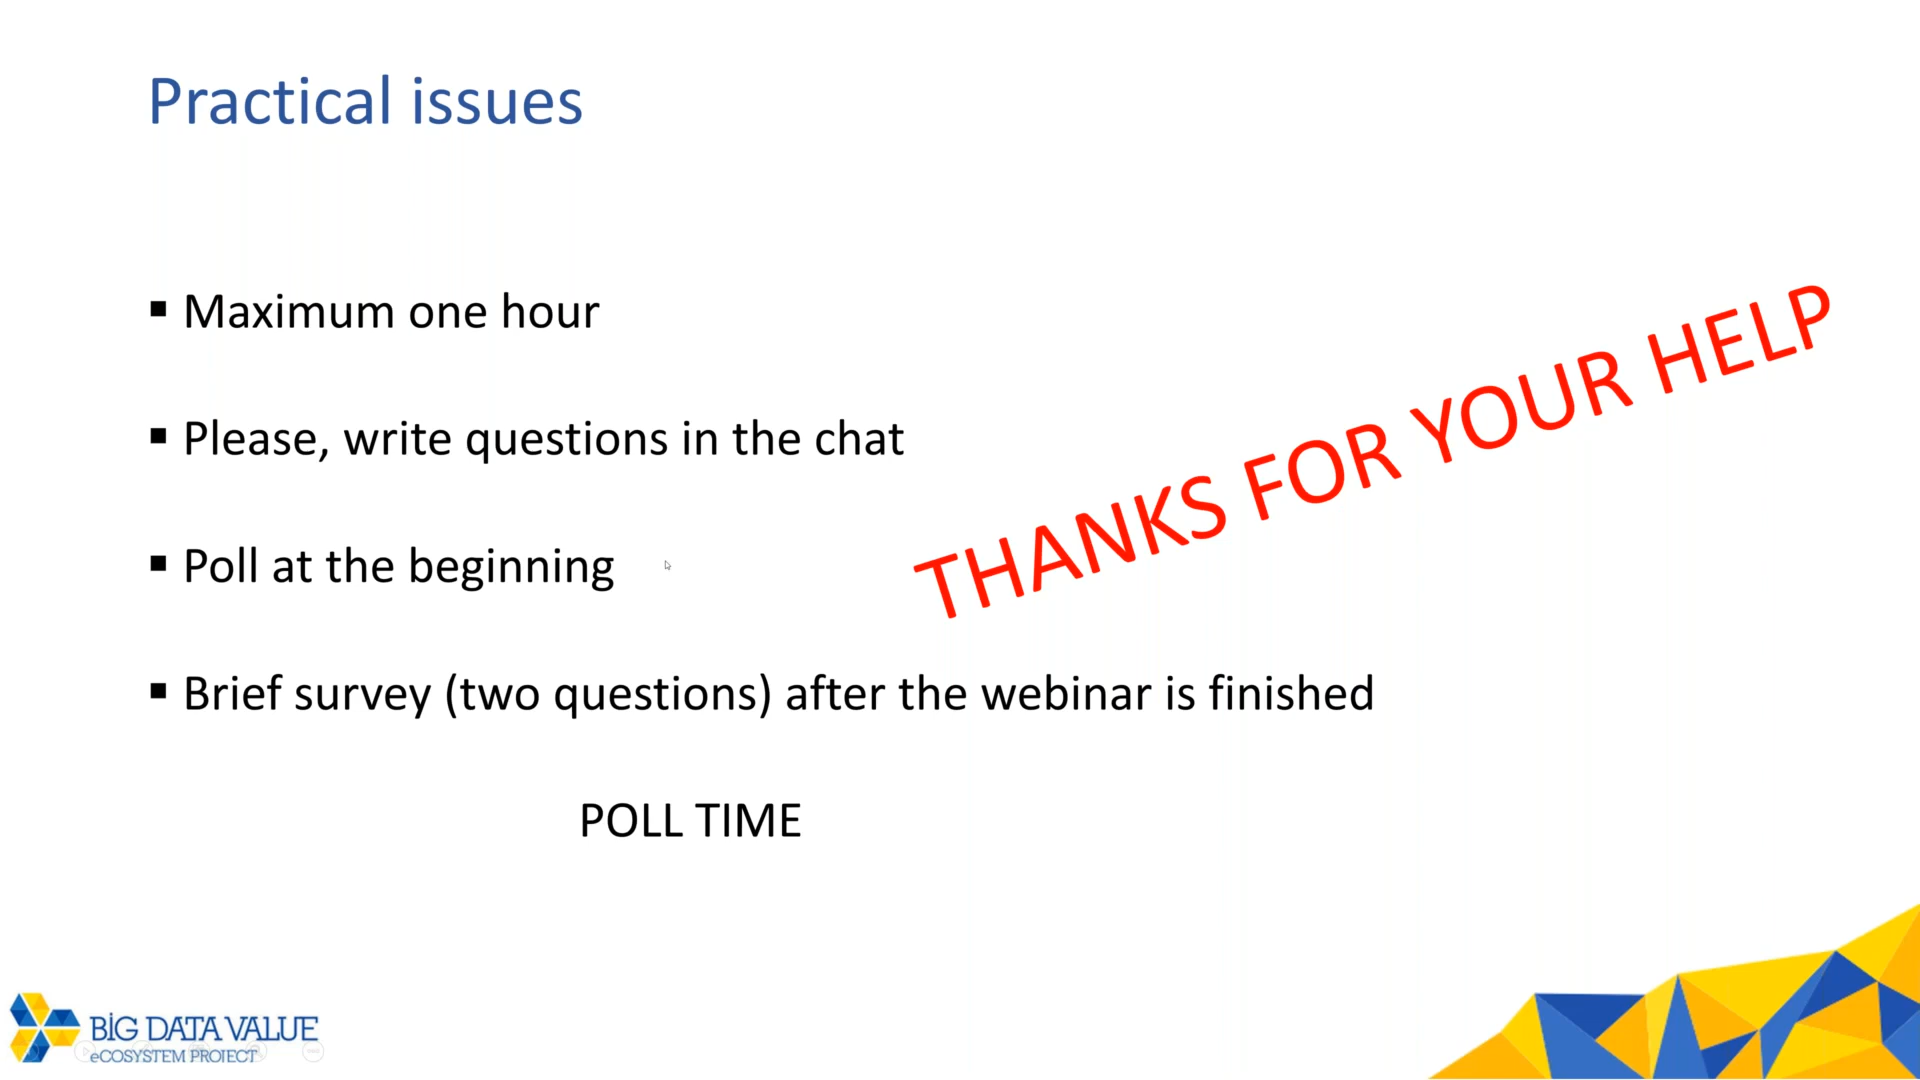 Practical issues
▪ Maximum one hour
▪ Please, write questions in the chat
▪ Poll at the beginning
▪ Brief survey (two questions) after the webinar is finished
THANKS FOR YOUR HELP
POLL TIME
BIG DATA VALUE
eCOSYSTEM PROJECT